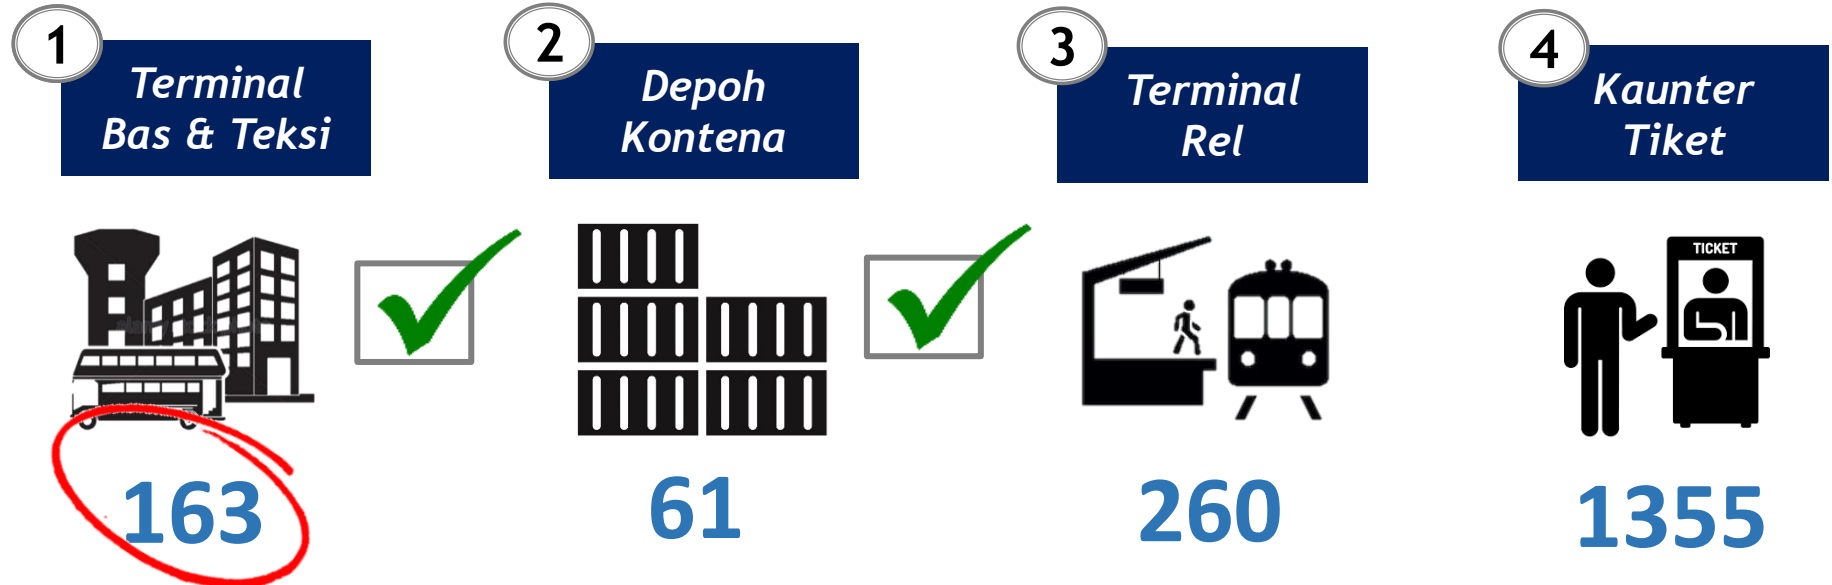 1
Terminal
Bas & Teksi
2
Depoh
Kontena
3
Terminal
Rel
4
Kaunter
Tiket
TICKET
163
61
260
1355